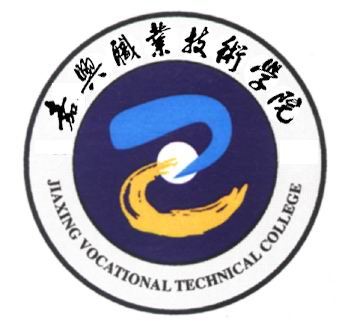 嘉興職業技術學院
JIAXING VOCATIONAL TECHNICAL COLLEGE